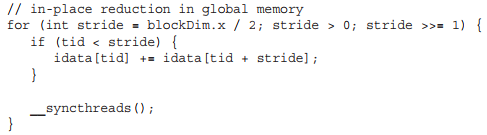 // in-place reduction in global memory
for (int stride = blockDim.x / 2; stride > 0; stride >>= 1) {
if (tid < stride) {
idata[tid] += idata[tid + stride];
}
__syncthreads();
}